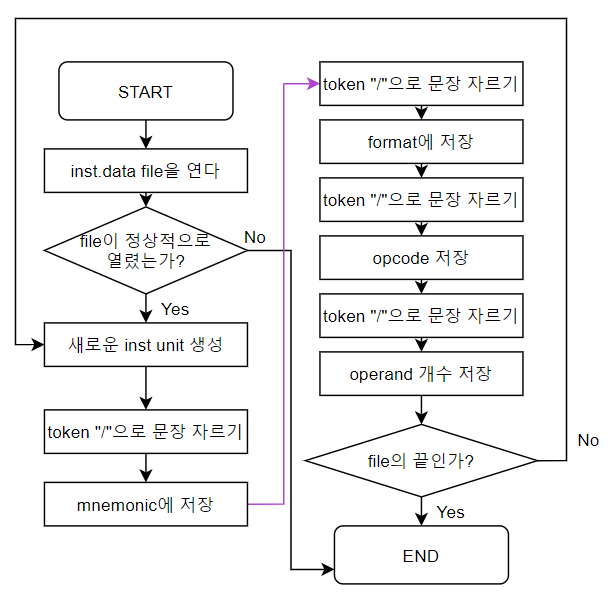 START
inst.data file을 연다
file이 정상적으로
열렸는가?
No
Yes
새로운 inst unit 생성
token "/"으로 문장 자르기
mnemonic에 저장
token "/"으로 문장 자르기
format에 저장
token "/"으로 문장 자르기
opcode 저장
token "/"으로 문장 자르기
operand 개수 저장
file의 끝인가?
No
Yes
END